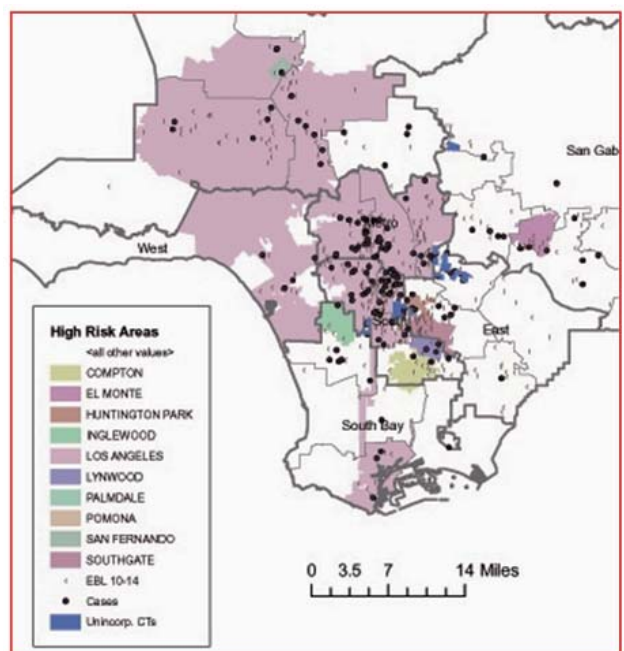 San Gab
Metro
West
East
South Bay
High Risk Areas
<all other values>
COMPTON
EL MONTE
HUNTINGTON PARK
INGLEWOOD
LOS ANGELES
LYNWOOD
PALMDALE
POMONA
SAN FERNANDO
SOUTHGATE
EBL 10-14
Cases
Unincorp. CTs
0 3.5 7 14 Miles